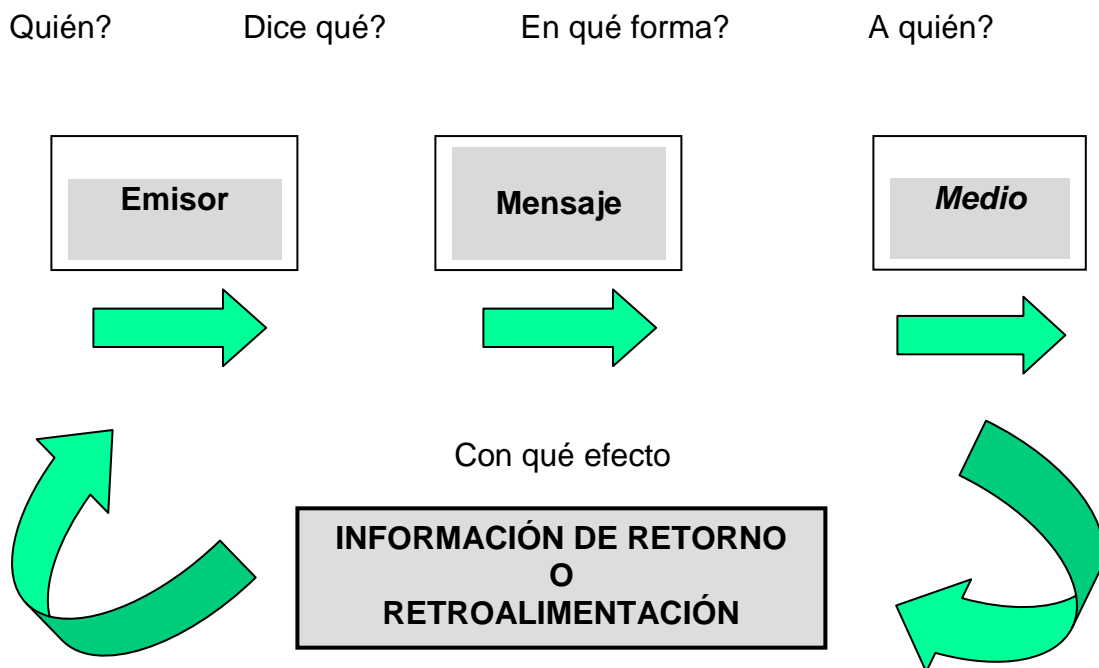 Quién? Dice qué? En qué forma? A quién?
Emisor Mensaje Medio
Con qué efecto
INFORMACIÓN DE RETORNO
O
RETROALIMENTACIÓN